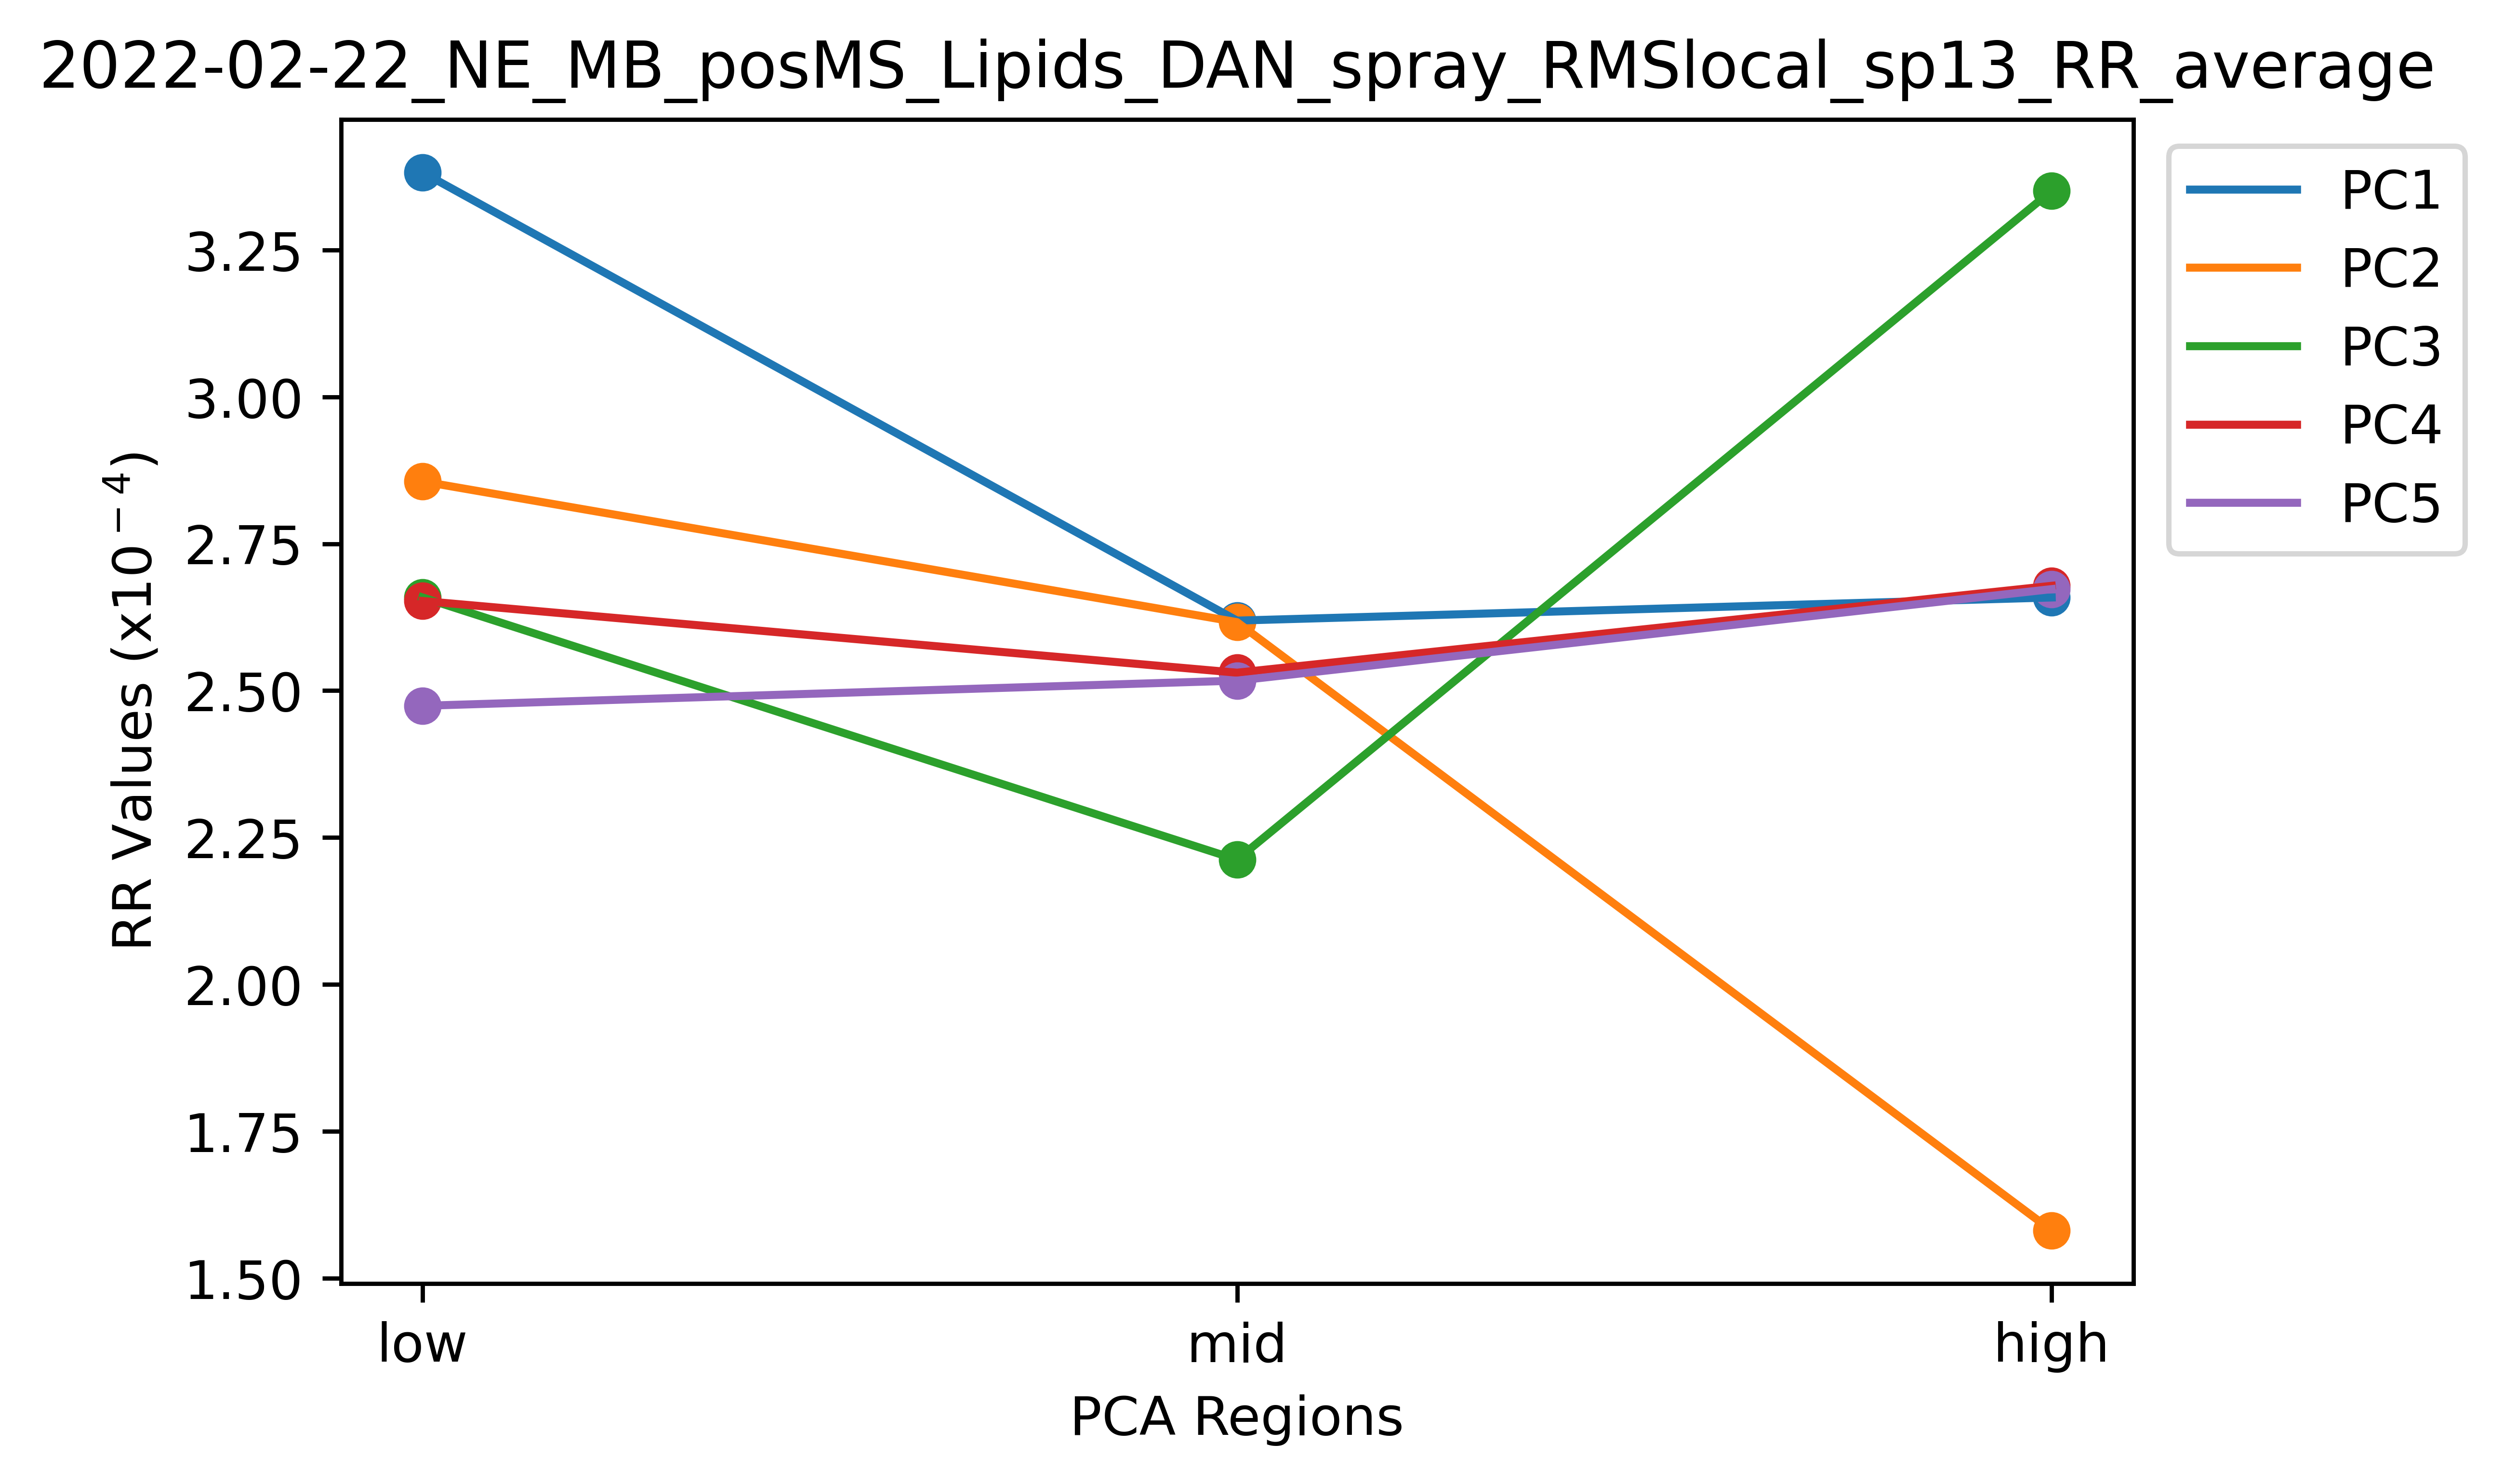 2022-02-22_NE_MB_posMS_Lipids_DAN_spray_RMSlocal_sp13_RR_average
PC1
PC2
PC3
PC4
PC5
RR Values (x10⁻⁴)
3.25
3.00
2.75
2.50
2.25
2.00
1.75
1.50
low mid high
PCA Regions